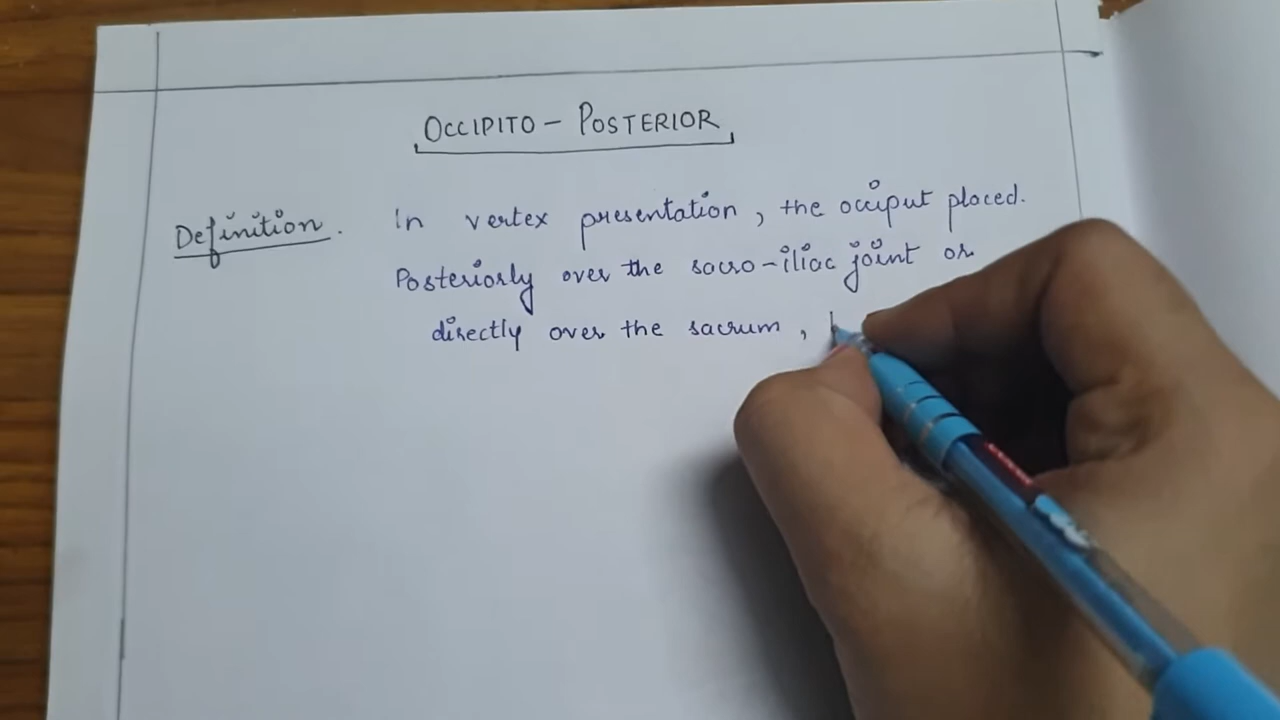 OCCIPITO - POSTERIOR
Definition. In vertex presentation, the occiput placed.
Posteriorly over the sacro-iliac joint or
directly over the sacrum,